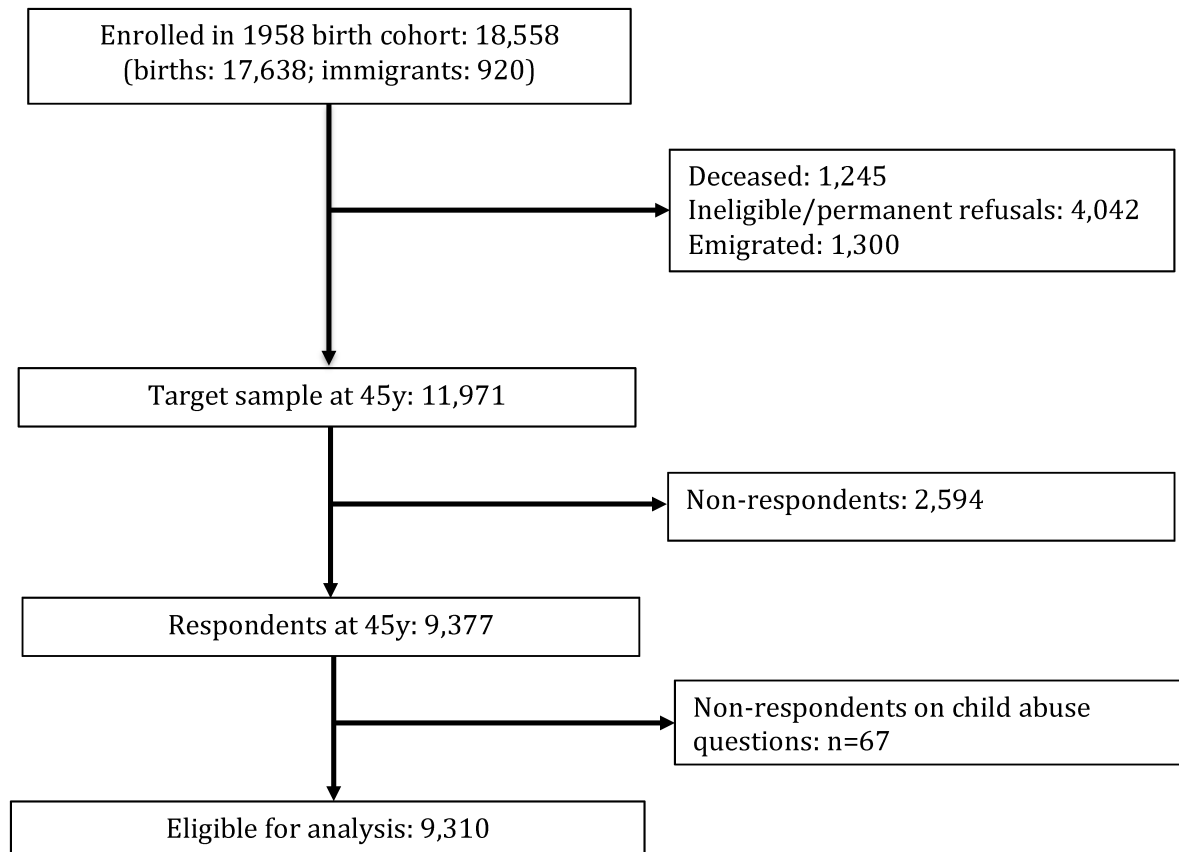 Enrolled in 1958 birth cohort: 18,558
(births: 17,638; immigrants: 920)
Deceased: 1,245
Ineligible/permanent refusals: 4,042
Emigrated: 1,300
Target sample at 45y: 11,971
Non-respondents: 2,594
Respondents at 45y: 9,377
Non-respondents on child abuse
questions: n=67
Eligible for analysis: 9,310